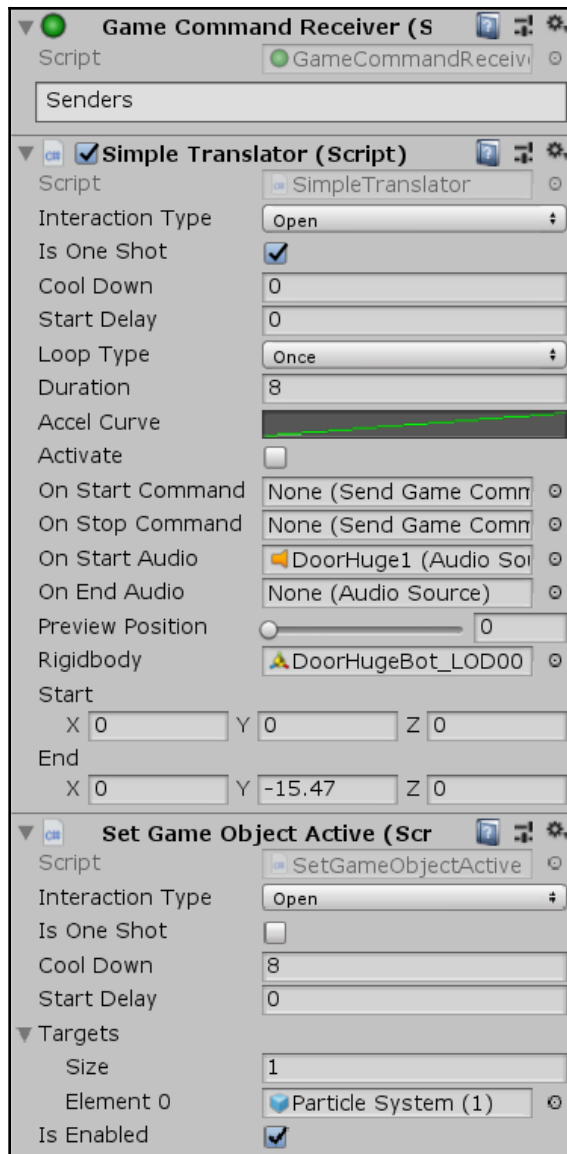 Game Command Receiver (S
Script GameCommandReceiv
Senders
Simple Translator (Script)
Script SimpleTranslator
Interaction Type Open
Is One Shot
Cool Down 0
Start Delay 0
Loop Type Once
Duration 8
Accel Curve
Activate
On Start Command None (Send Game Comm
On Stop Command None (Send Game Comm
On Start Audio DoorHuge1 (Audio Sou
On End Audio None (Audio Source)
Preview Position 0
Rigidbody DoorHugeBot_LOD00
Start
X 0 Y 0 Z 0
End
X 0 Y -15.47 Z 0
Set Game Object Active (Scr
Script SetGameObjectActive
Interaction Type Open
Is One Shot
Cool Down 8
Start Delay 0
Targets
Size 1
Element 0 Particle System (1)
Is Enabled